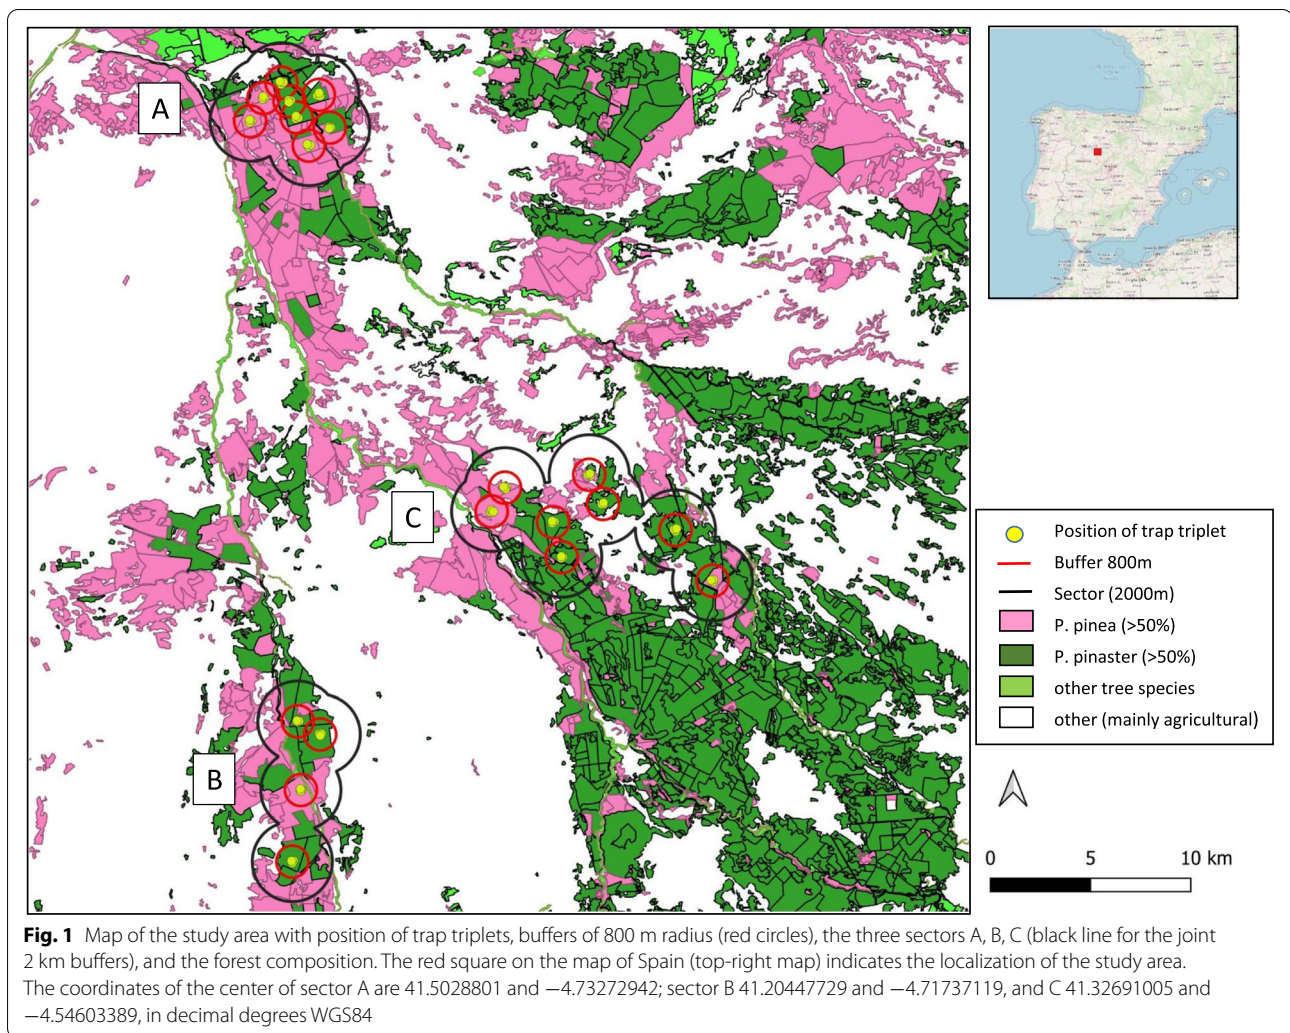 A
C
B
Position of trap triplet
Buffer 800m
Sector (2000m)
P. pinea (>50%)
P. pinaster (>50%)
other tree species
other (mainly agricultural)
0 5 10 km
Fig. 1 Map of the study area with position of trap triplets, buffers of 800 m radius (red circles), the three sectors A, B, C (black line for the joint
2 km buffers), and the forest composition. The red square on the map of Spain (top-right map) indicates the localization of the study area.
The coordinates of the center of sector A are 41.5028801 and −4.73272942; sector B 41.20447729 and −4.71737119, and C 41.32691005 and
−4.54603389, in decimal degrees WGS84